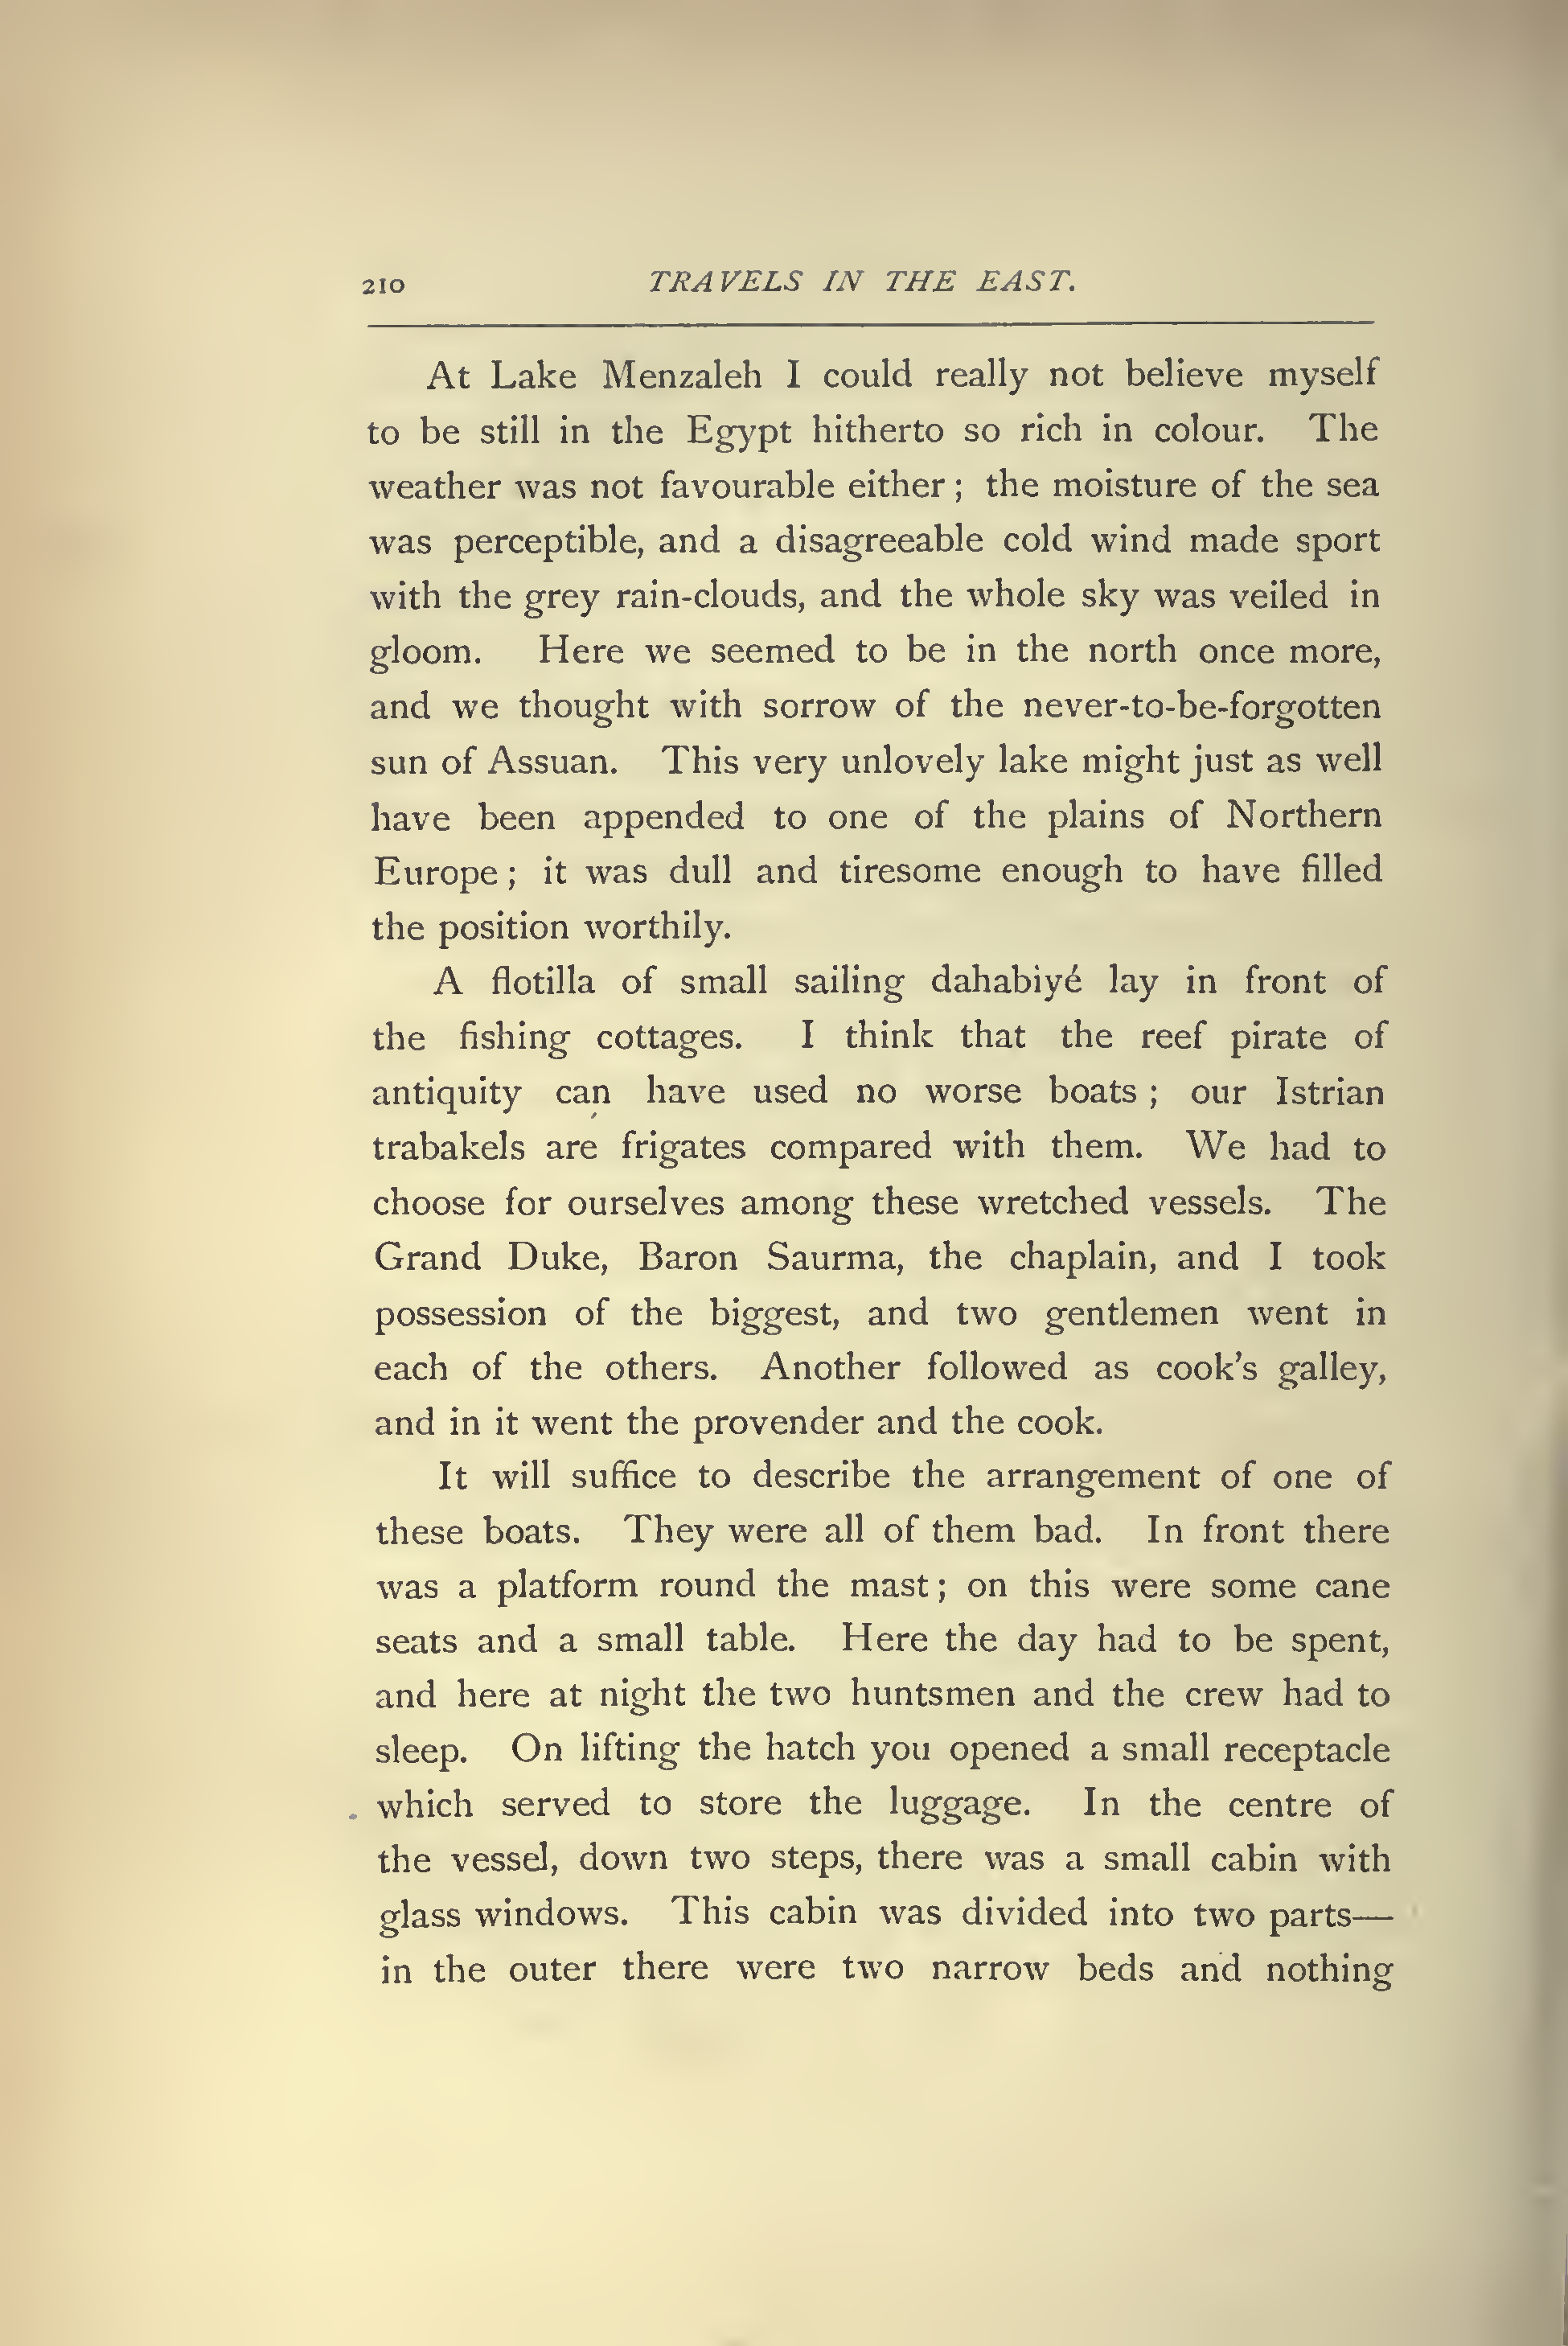 210 TRAVELS IN THE EAST.
At Lake Menzaleh I could really not believe myself
to be still in the Egypt hitherto so rich in colour. The
weather was not favourable either ; the moisture of the sea
was perceptible, and a disagreeable cold wind made sport
with the grey rain-clouds, and the whole sky was veiled in
gloom. Here we seemed to be in the north once more,
and we thought with sorrow of the never-to-be-forgotten
sun of Assuan. This very unlovely lake might just as well
have been appended to one of the plains of Northern
Europe ; it was dull and tiresome enough to have filled
the position worthily.
A flotilla of small sailing dahabiyé lay in front of
the fishing cottages. I think that the reef pirate of
antiquity can have used no worse boats ; our Istrian
trabakels are frigates compared with them. We had to
choose for ourselves among these wretched vessels. The
Grand Duke, Baron Saurma, the chaplain, and I took
possession of the biggest, and two gentlemen went in
each of the others. Another followed as cook's galley,
and in it went the provender and the cook.
It will suffice to describe the arrangement of one of
these boats. They were all of them bad. In front there
was a platform round the mast ; on this were some cane
seats and a small table. Here the day had to be spent,
and here at night the two huntsmen and the crew had to
sleep. On lifting the hatch you opened a small receptacle
which served to store the luggage. In the centre of
the vessel, down two steps, there was a small cabin with
glass windows. This cabin was divided into two parts—
in the outer there were two narrow beds and nothing